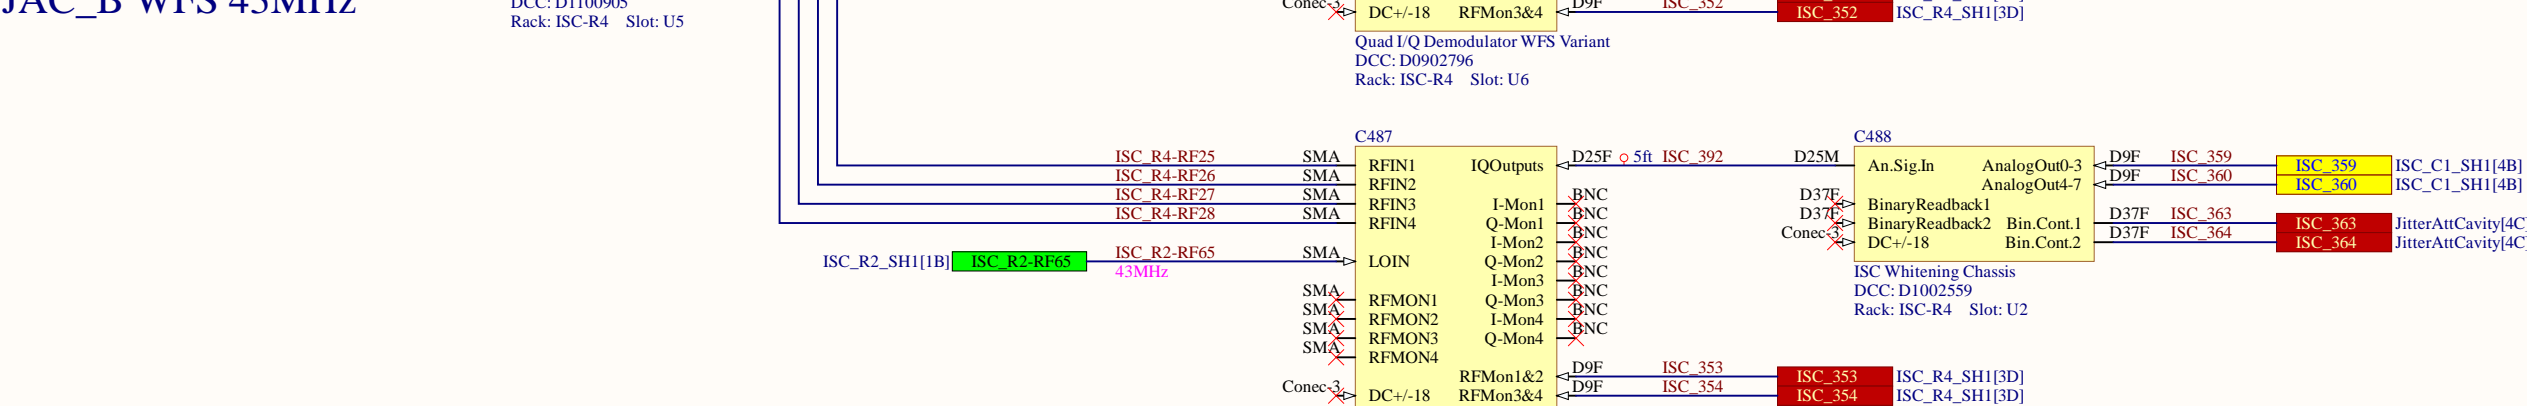 JAC_B WFS 43MHz
DCC: D1100905
Rack: ISC-R4 Slot: U5
Conec-3
DC+/-18 RFMon3&4
D9F ISC_352
ISC_352 ISC_R4_SH1[3D]
Quad I/Q Demodulator WFS Variant
DCC: D0902796
Rack: ISC-R4 Slot: U6
C487
ISC_R4-RF25 SMA RFIN1
ISC_R4-RF26 SMA RFIN2
ISC_R4-RF27 SMA RFIN3
ISC_R4-RF28 SMA RFIN4
ISC_R2_SH1[1B] ISC_R2-RF65 ISC_R2-RF65 SMA LOIN
43MHz
SMA RFMON1
SMA RFMON2
SMA RFMON3
SMA RFMON4
Conec-3 DC+/-18
IQOutputs D25F 5ft ISC_392 D25M
I-Mon1 BNC
Q-Mon1 BNC
I-Mon2 BNC
Q-Mon2 BNC
I-Mon3 BNC
Q-Mon3 BNC
I-Mon4 BNC
Q-Mon4 BNC
RFMon1&2 D9F ISC_353 ISC_353 ISC_R4_SH1[3D]
RFMon3&4 D9F ISC_354 ISC_354 ISC_R4_SH1[3D]
C488
An.Sig.In
D37F BinaryReadback1
D37F BinaryReadback2
Conec-3 DC+/-18
AnalogOut0-3 D9F ISC_359 ISC_359 ISC_C1_SH1[4B]
AnalogOut4-7 D9F ISC_360 ISC_360 ISC_C1_SH1[4B]
Bin.Cont.1 D37F ISC_363 ISC_363 JitterAttCavity[4C]
Bin.Cont.2 D37F ISC_364 ISC_364 JitterAttCavity[4C]
ISC Whitening Chassis
DCC: D1002559
Rack: ISC-R4 Slot: U2